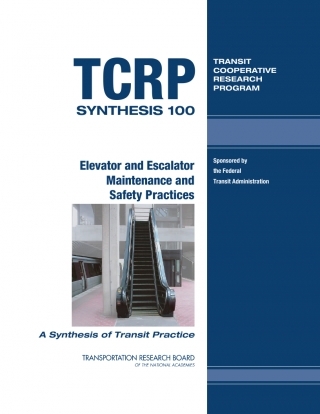 TCRP
SYNTHESIS 100
TRANSIT
COOPERATIVE
RESEARCH
PROGRAM
Elevator and Escalator
Maintenance and
Safety Practices
Sponsored by
the Federal
Transit Administration
A Synthesis of Transit Practice
TRANSPORTATION RESEARCH BOARD
OF THE NATIONAL ACADEMIES